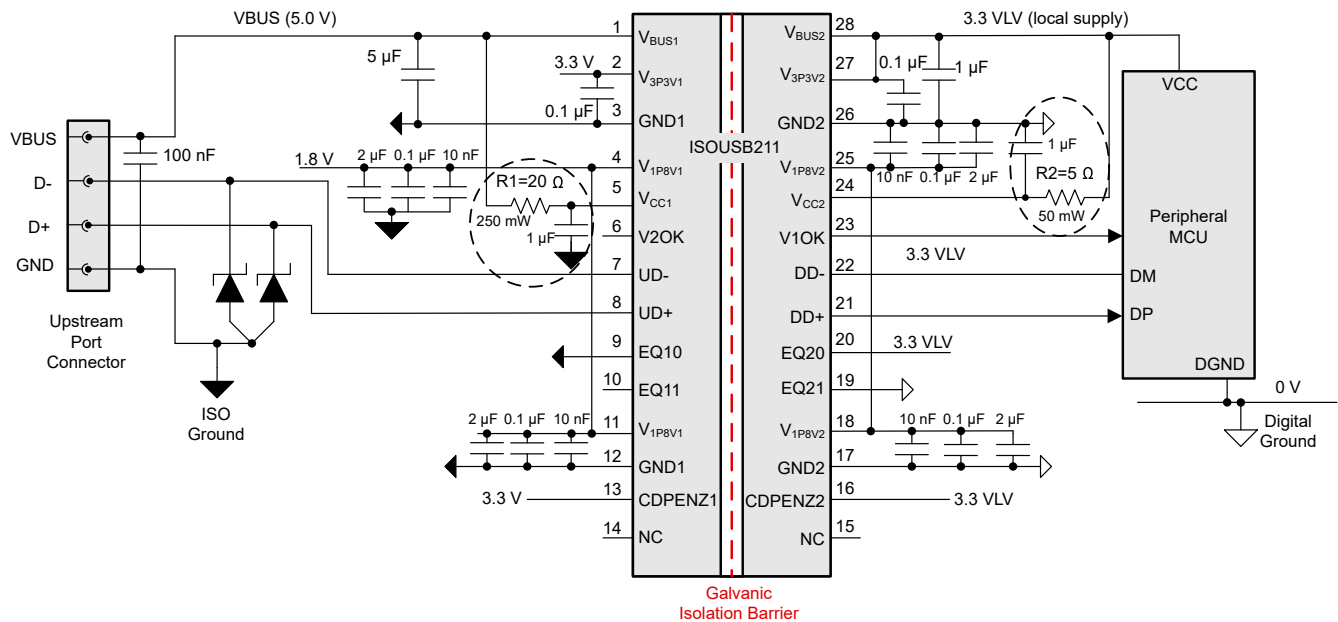 VBUS (5.0 V)
VBUS
D-
D+
GND
Upstream
Port
Connector
100 nF
ISO
Ground
5 µF
3.3 V
0.1 µF
1.8 V
2 µF 0.1 µF 10 nF
R1=20 Ω
250 mW
1 µF
2 µF 0.1 µF 10 nF
3.3 V
1 VBUS1
2 V3P3V1
3 GND1
4 V1P8V1
5 VCC1
6 V2OK
7 UD-
8 UD+
9 EQ10
10 EQ11
11 V1P8V1
12 GND1
13 CDPENZ1
14 NC
ISOUSB211
Galvanic
Isolation Barrier
VBUS2 28
V3P3V2 27
GND2 26
V1P8V2 25
VCC2 24
V1OK 23
DD- 22
DD+ 21
EQ20 20
EQ21 19
V1P8V2 18
GND2 17
CDPENZ2 16
NC 15
3.3 VLV (local supply)
0.1 µF
1 µF
10 nF 0.1 µF 2 µF
1 µF
R2=5 Ω
50 mW
3.3 VLV
3.3 VLV
10 nF 0.1 µF 2 µF
3.3 VLV
VCC
Peripheral
MCU
DM
DP
DGND
0 V
Digital
Ground